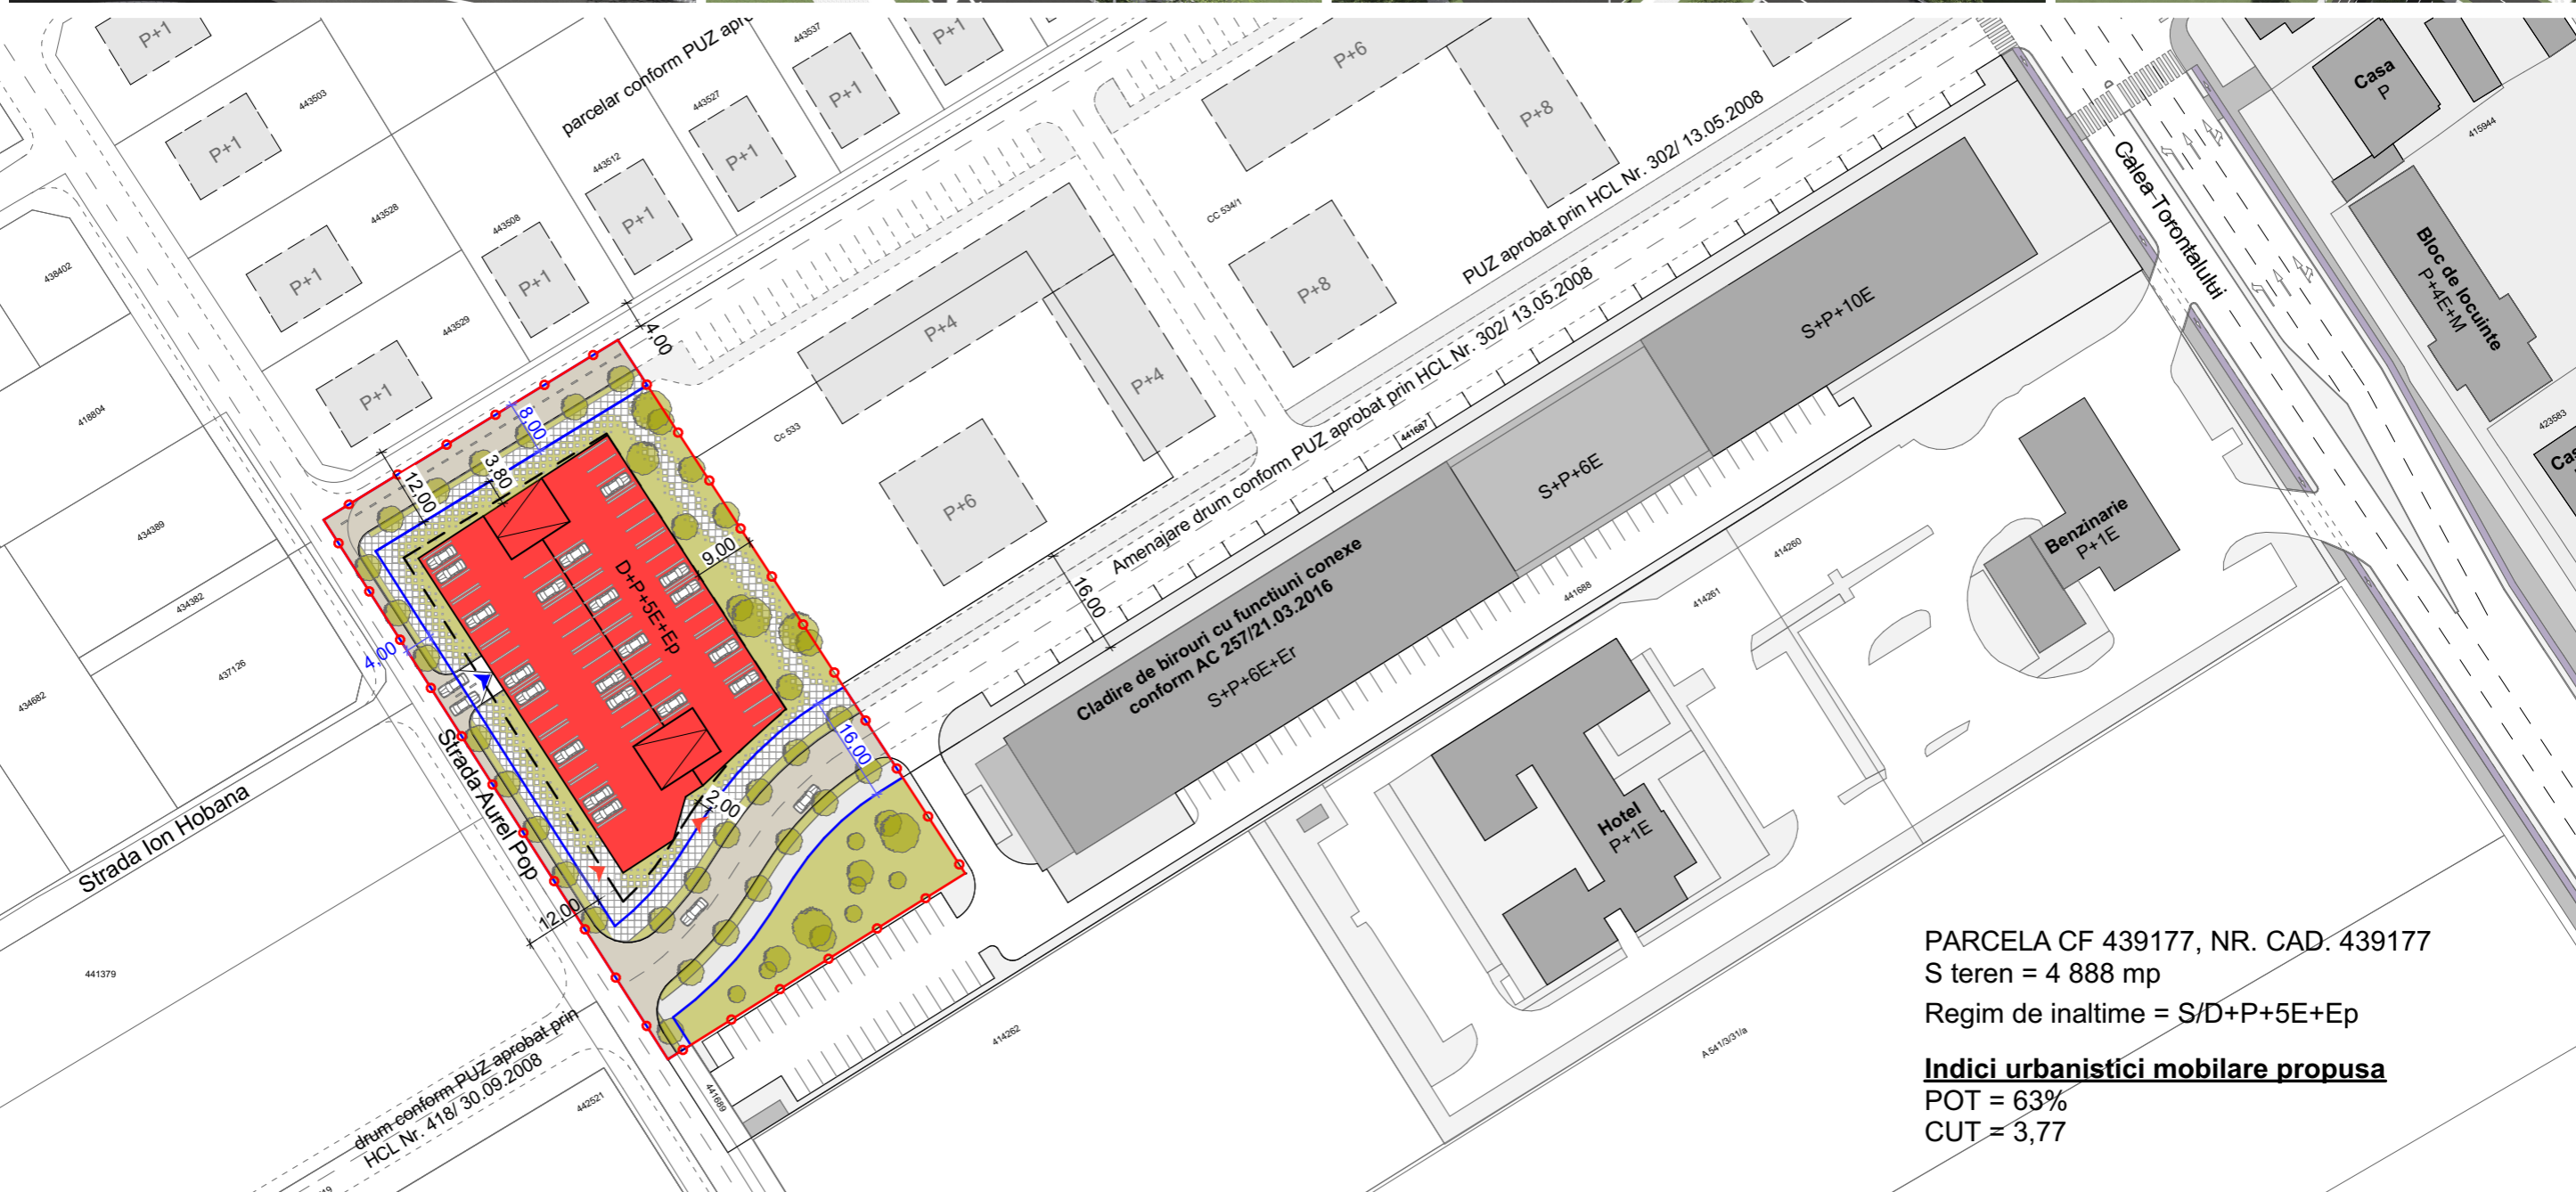 P+1
P+1
443503
P+1
443528
P+1
443529
P+1
443508
P+1
443512
P+1
443527
P+1
443537
P+1
parcelar conform PUZ
438402
418804
434389
434382
437126
434682
441379
442521
441689
Strada Ion Hobana
Strada Aurel Pop
drum conform PUZ aprobat prin
HCL Nr. 418/ 30.09.2008
4,00
8,00
3,80
12,00
9,00
4,00
D+P+5E+Ep
2,00
16,00
12,00
P+4
P+4
Cc 533
P+6
16,00
P+6
P+8
CC 534/1
P+8
PUZ aprobat prin HCL Nr. 302/ 13.05.2008
Amenajare drum conform PUZ aprobat prin HCL Nr. 302/ 13.05.2008
441687
S+P+10E
S+P+6E
Cladire de birouri cu functiuni conexe
conform AC 257/21.03.2016
S+P+6E+Er
441688
414261
414260
414262
A 541/3/31/a
Hotel
P+1E
Benzinarie
P+1E
Calea Torontalului
Casa
P
415944
Bloc de locuinte
P+4E+M
423583
PARCELA CF 439177, NR. CAD. 439177
S teren = 4 888 mp
Regim de inaltime = S/D+P+5E+Ep
Indici urbanistici mobilare propusa
POT = 63%
CUT = 3,77